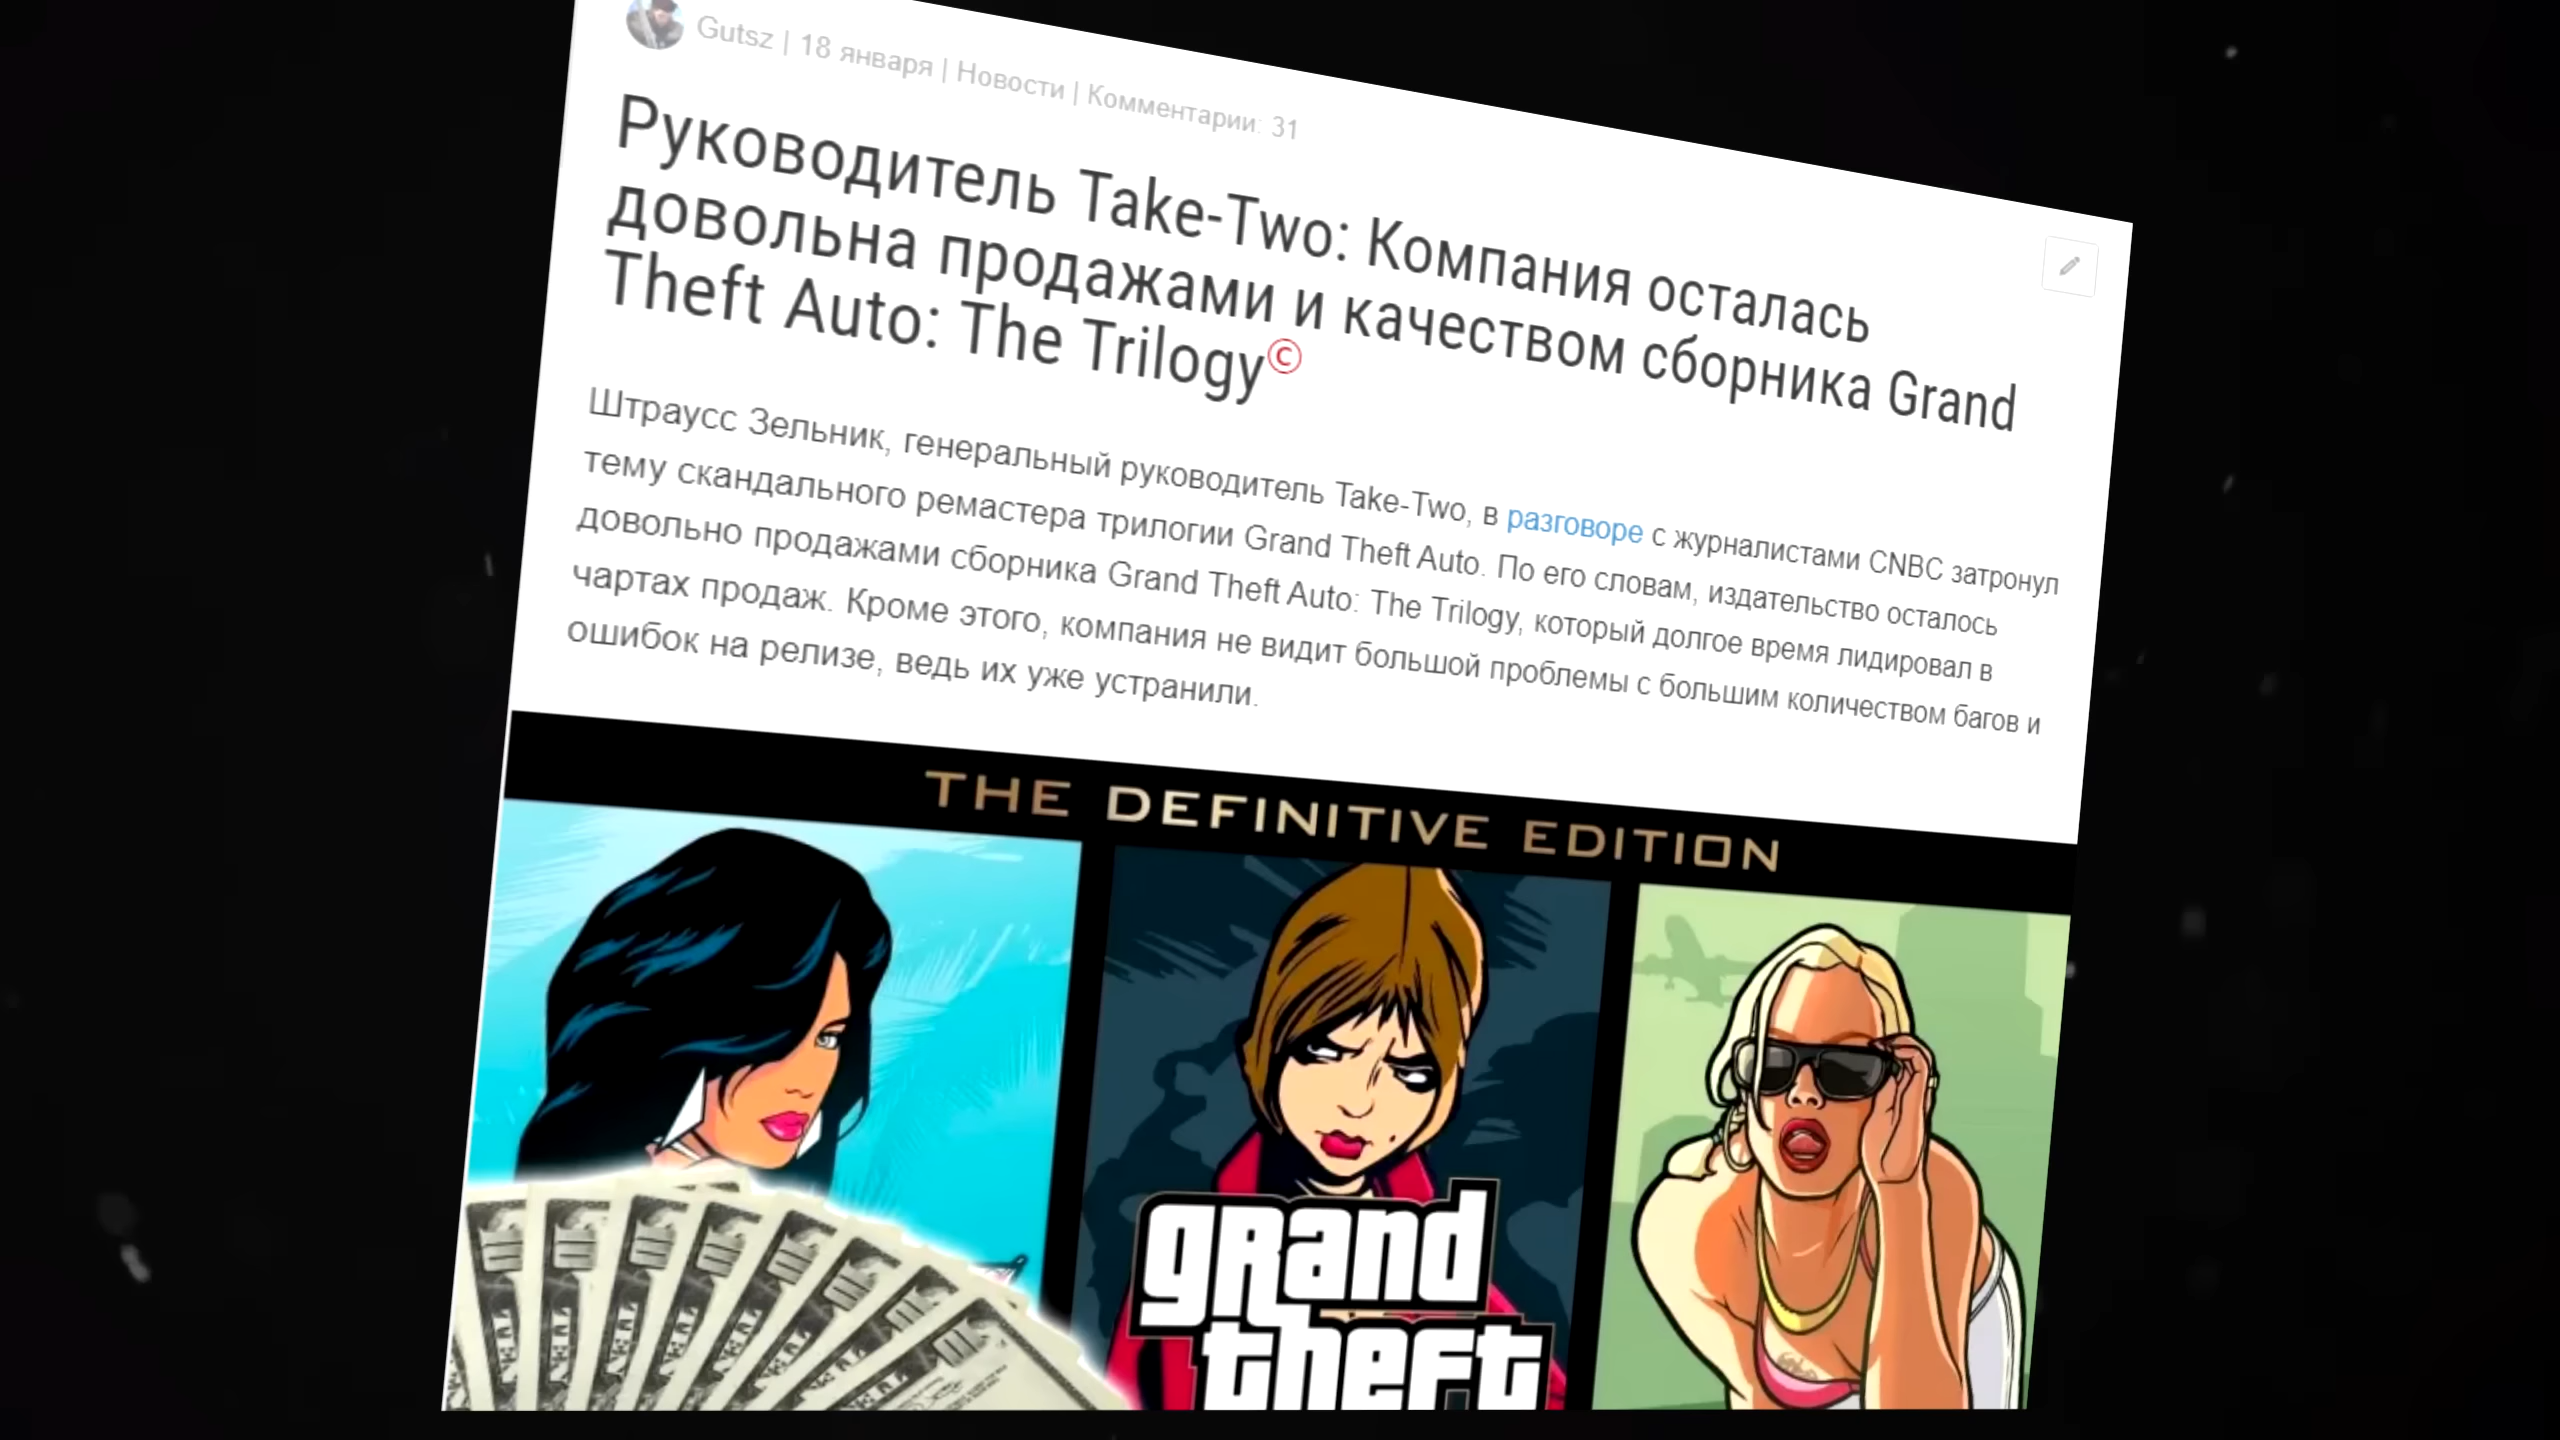 Gutsz | 18 января | Новости | Комментарии: 31
Руководитель Take-Two: Компания осталась
довольна продажами и качеством сборника Grand
Theft Auto: The Trilogy©
Штраусс Зельник, генеральный руководитель Take-Two, в разговоре с журналистами CNBC затронул
тему скандального ремастера трилогии Grand Theft Auto. По его словам, издательство осталось
довольно продажами сборника Grand Theft Auto: The Trilogy, который долгое время лидировал в
чартах продаж. Кроме этого, компания не видит большой проблемы с большим количеством багов и
ошибок на релизе, ведь их уже устранили.
THE DEFINITIVE EDITION
grand
theft